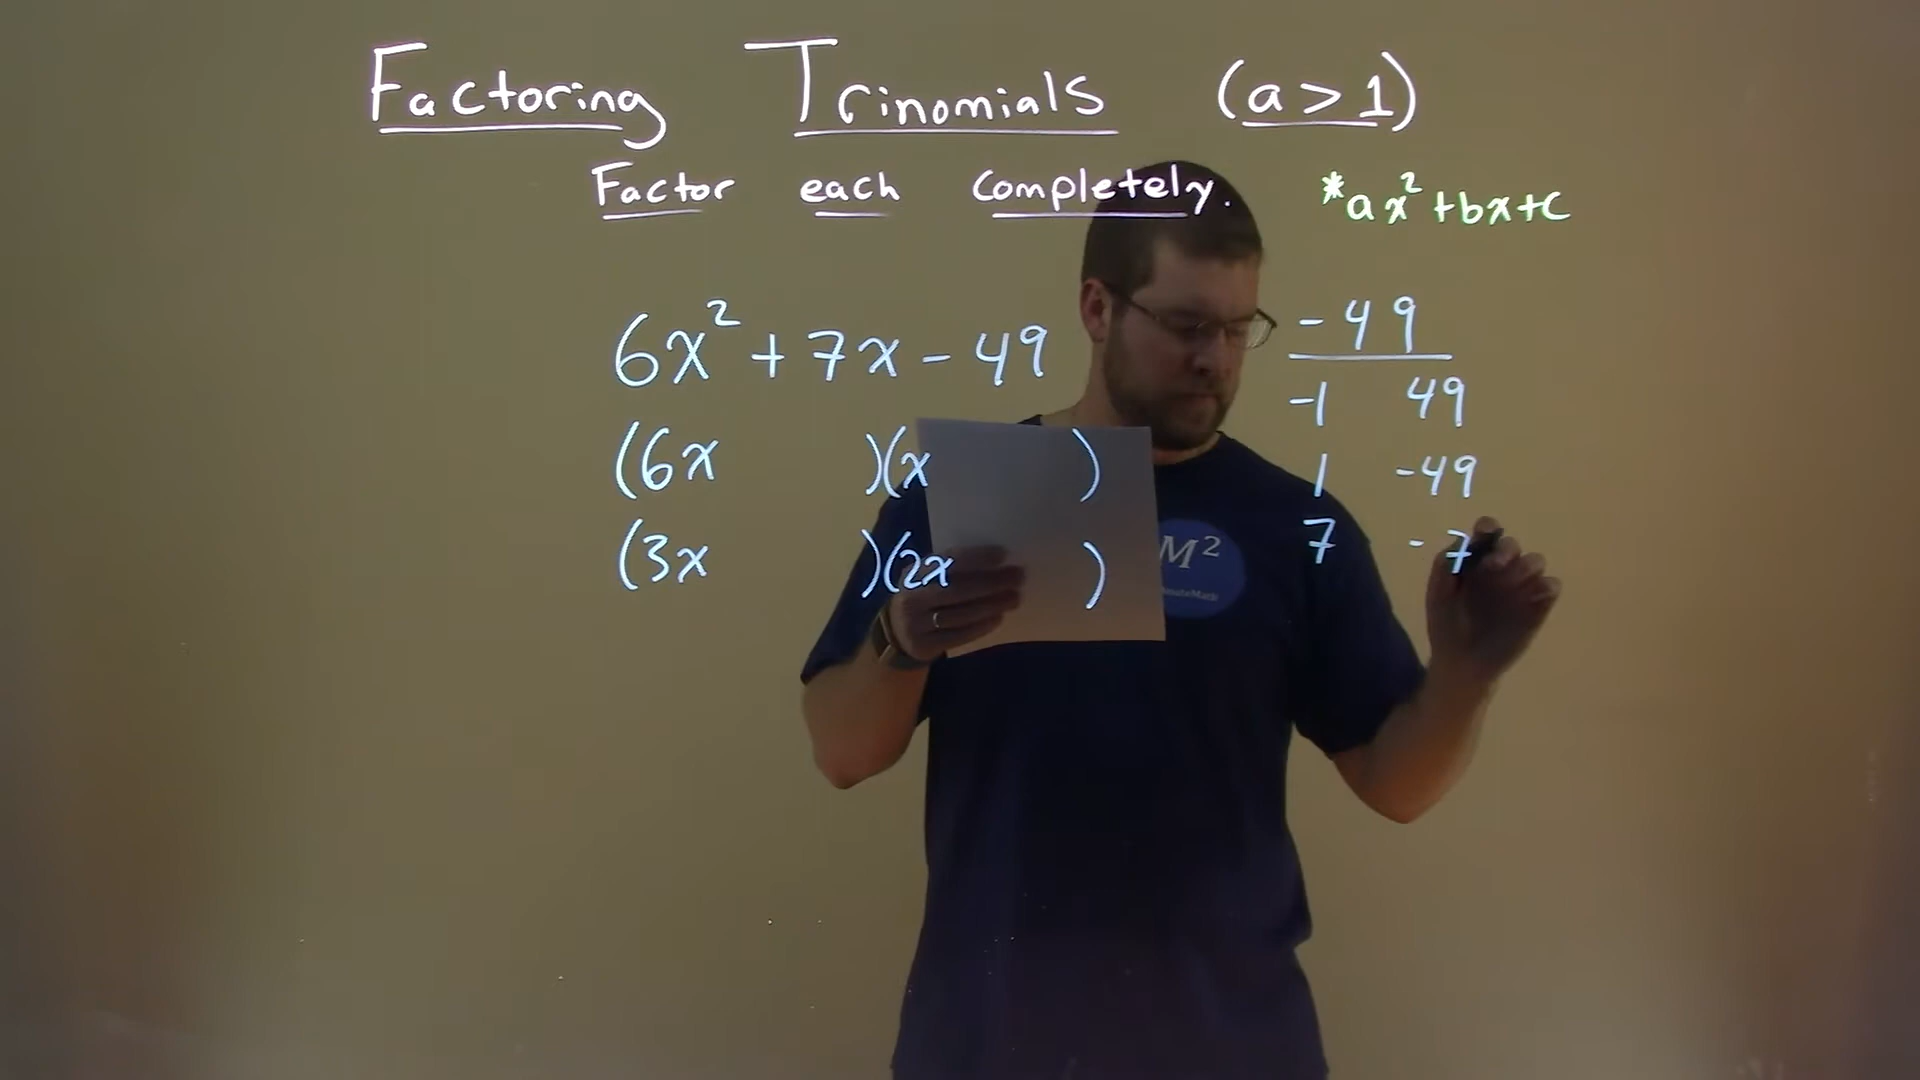 Factoring Trinomials (a > 1)
Factor each completely.
*ax²+bx+c
6x² + 7x - 49
(6x )(x )
(3x )(2x )
-49
-1 49
1 -49
7 -7
M²